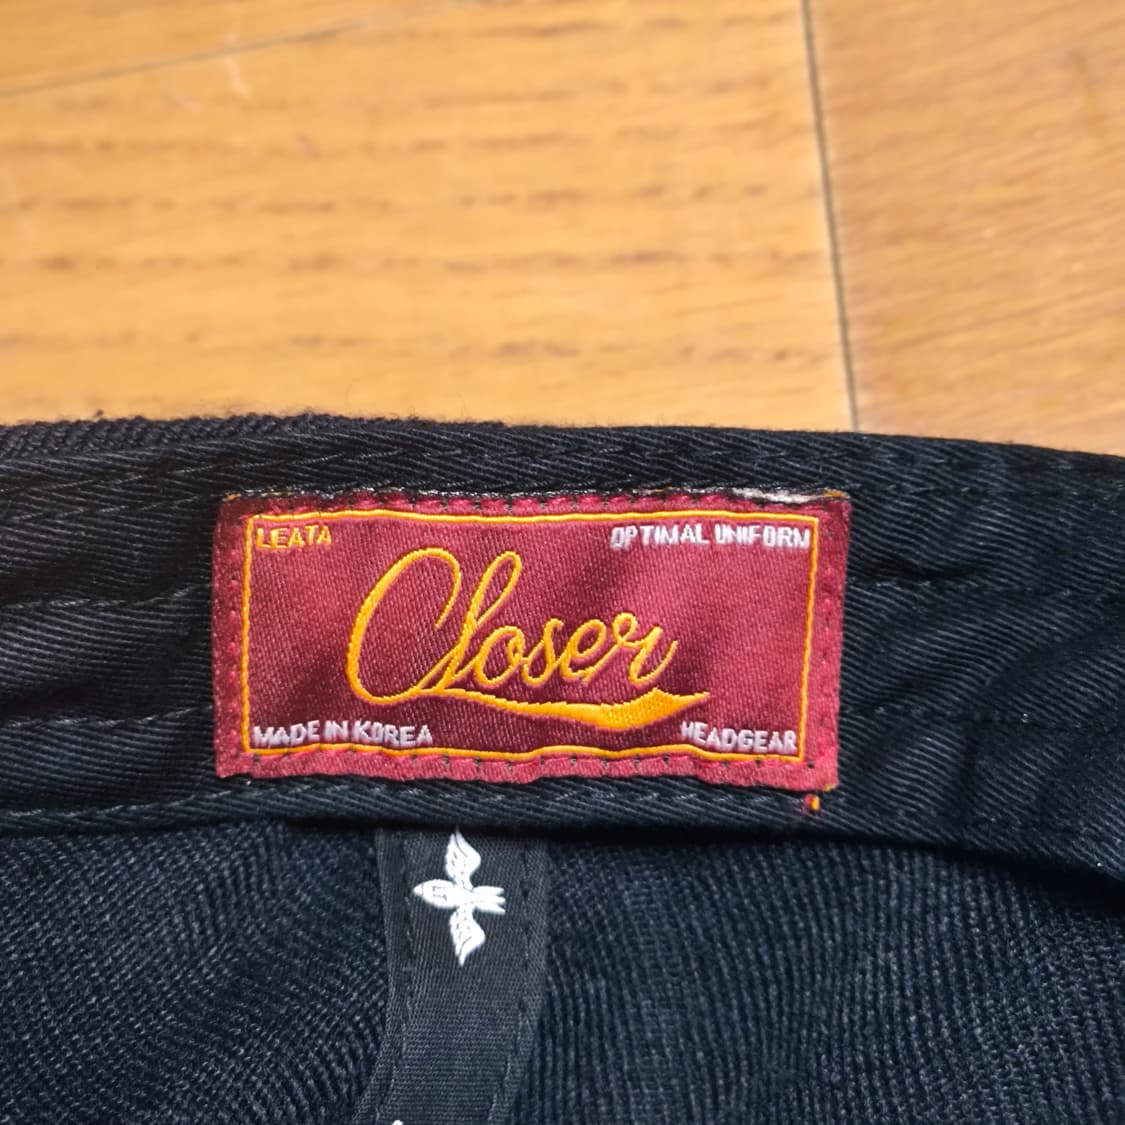 LEATA
OPTIMAL UNIFORM
Closer
MADE IN KOREA
HEADGEAR